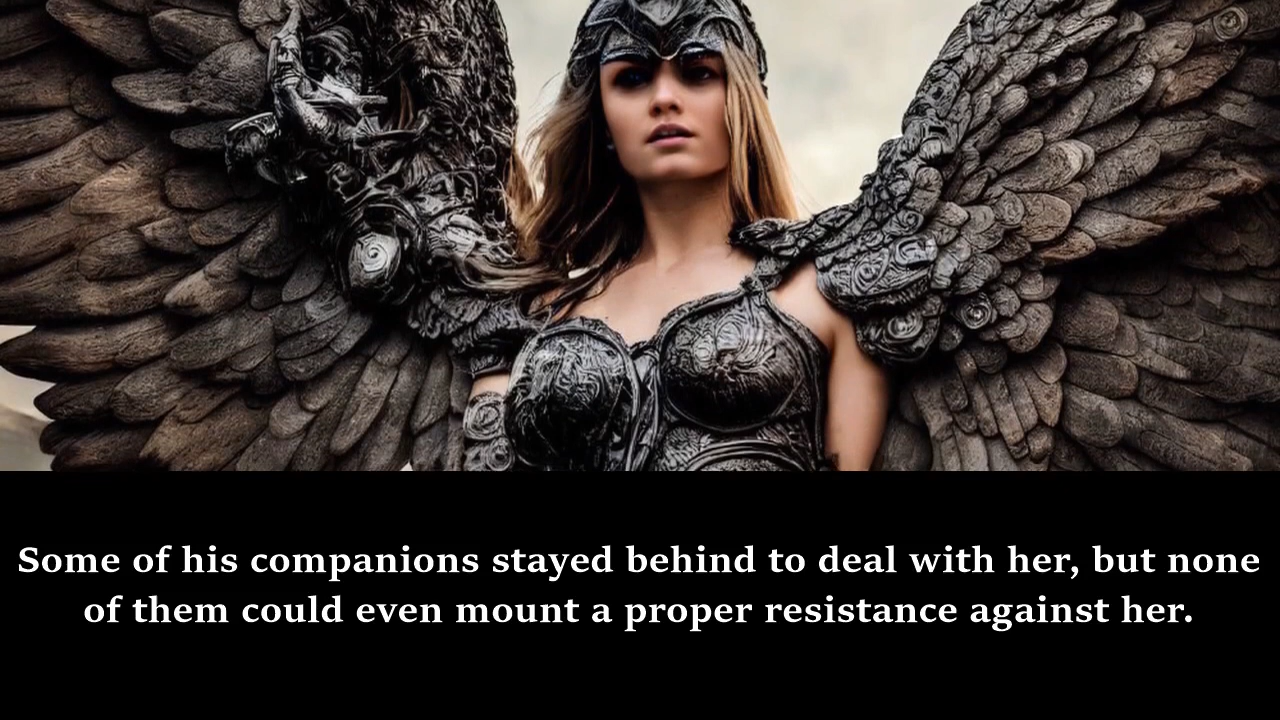 Some of his companions stayed behind to deal with her, but none
of them could even mount a proper resistance against her.